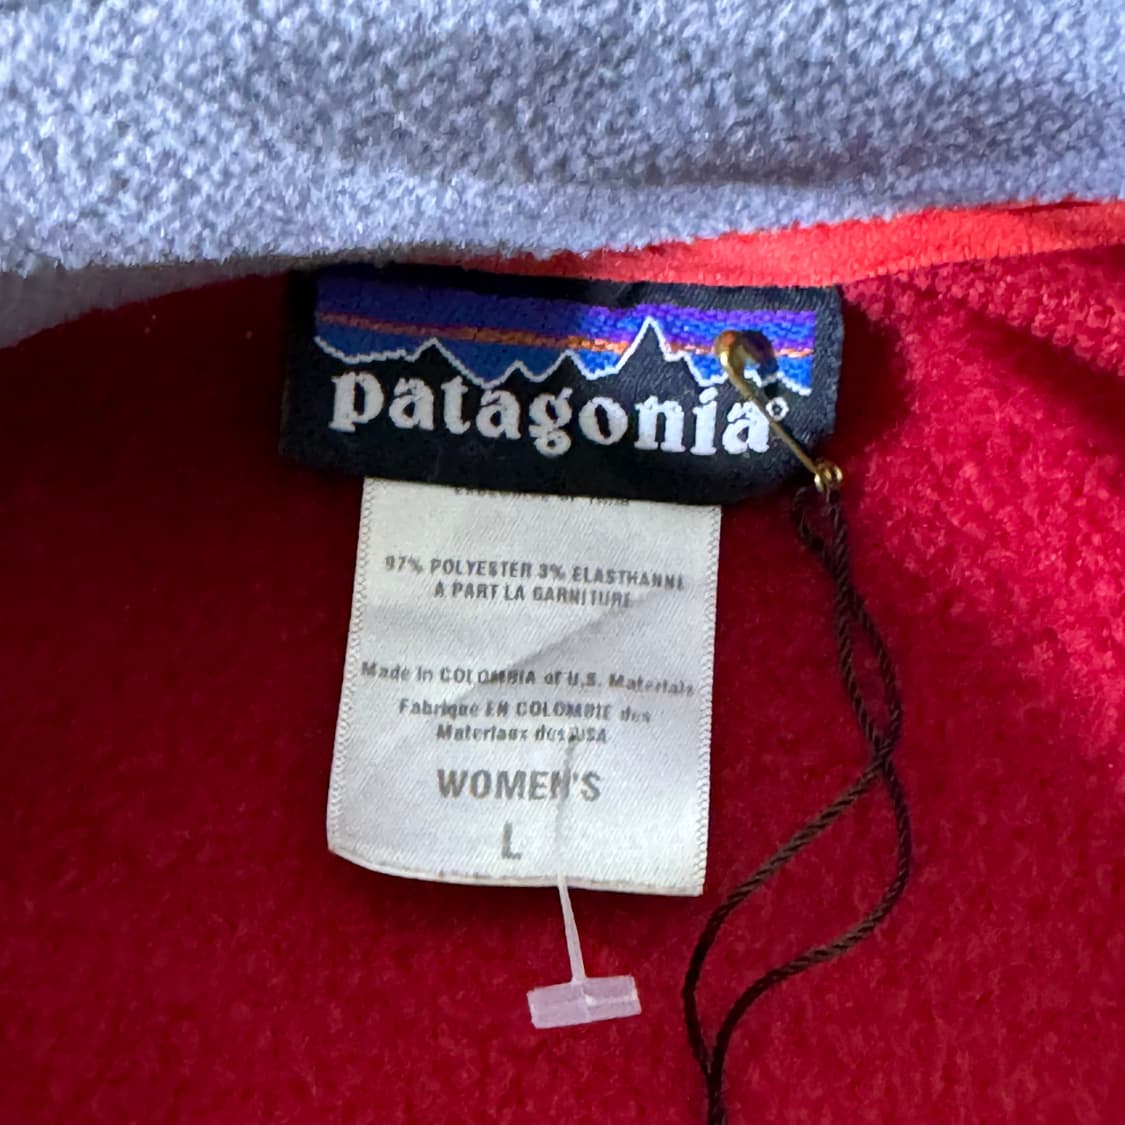 patagonia®
97% POLYESTER 3% ELASTHANNE
A PART LA GARNITURE
Made in COLOMBIA of U.S. Materials
Fabriqué EN COLOMBIE des
Materiaux des USA
WOMEN'S
L